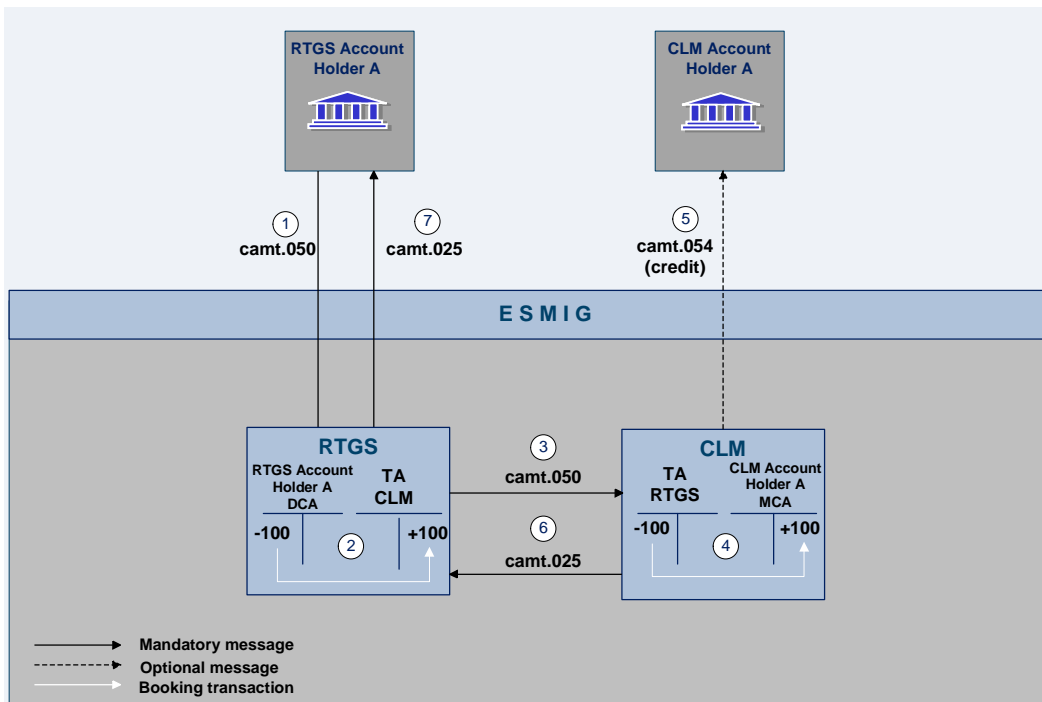 RTGS Account
Holder A
CLM Account
Holder A
1
camt.050
7
camt.025
5
camt.054
(credit)
E S M I G
RTGS
RTGS Account
Holder A
DCA
TA
CLM
-100
2
+100
3
camt.050
6
camt.025
CLM
TA
RTGS
CLM Account
Holder A
MCA
-100
4
+100
Mandatory message
Optional message
Booking transaction